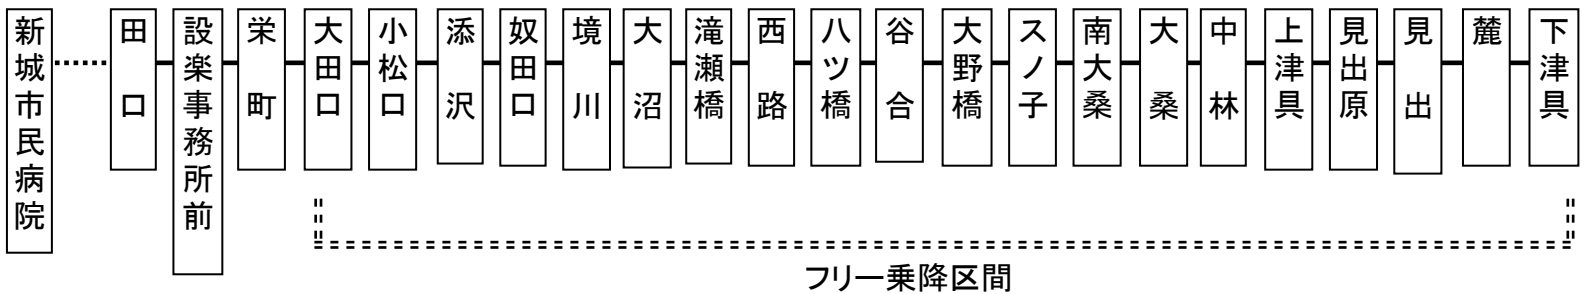 新城市民病院
田口
設楽事務所前
栄町
大田口
小松口
添沢
奴田口
境川
大沼
滝瀬橋
西路
八ツ橋
谷合
大野橋
スノ子
南大桑
大桑
中林
上津具
見出原
見出
麓
下津具
フリー乗降区間